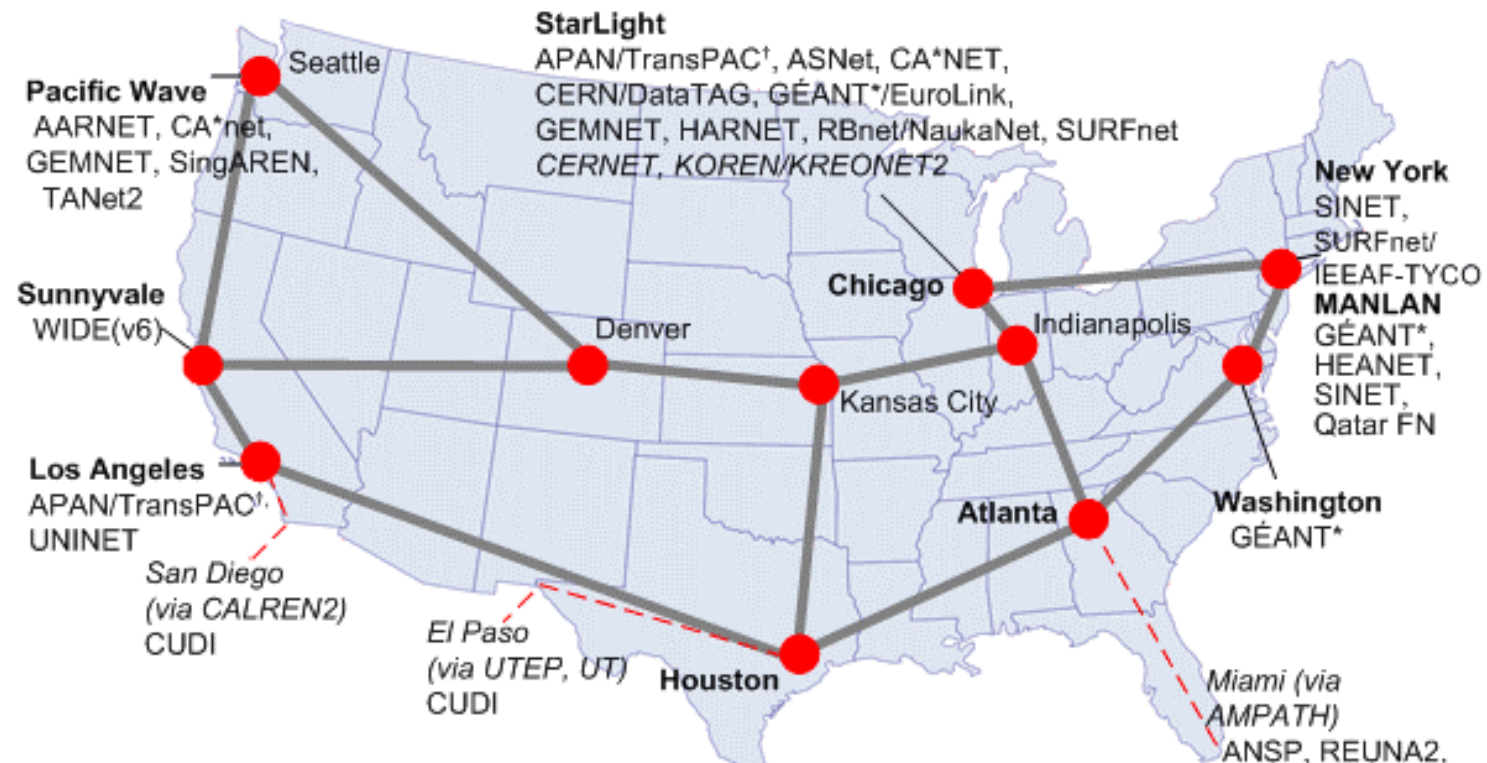 StarLight
APAN/TransPAC†, ASNet, CA*NET,
CERN/DataTAG, GÉANT*/EuroLink,
GEMNET, HARNET, RBnet/NaukaNet, SURFnet
CERNET, KOREN/KREONET2
Seattle
Pacific Wave
AARNET, CA*net,
GEMNET, SingAREN,
TANet2
New York
SINET,
SURFnet/
IEEAF-TYCO
MANLAN
GÉANT*,
HEANET,
SINET,
Qatar FN
Sunnyvale
WIDE(v6)
Denver
Chicago
Indianapolis
Kansas City
Los Angeles
APAN/TransPAC†,
UNINET
San Diego
(via CALREN2)
CUDI
El Paso
(via UTEP, UT)
CUDI
Houston
Atlanta
Washington
GÉANT*
Miami (via
AMPATH)
ANSP, REUNA2,